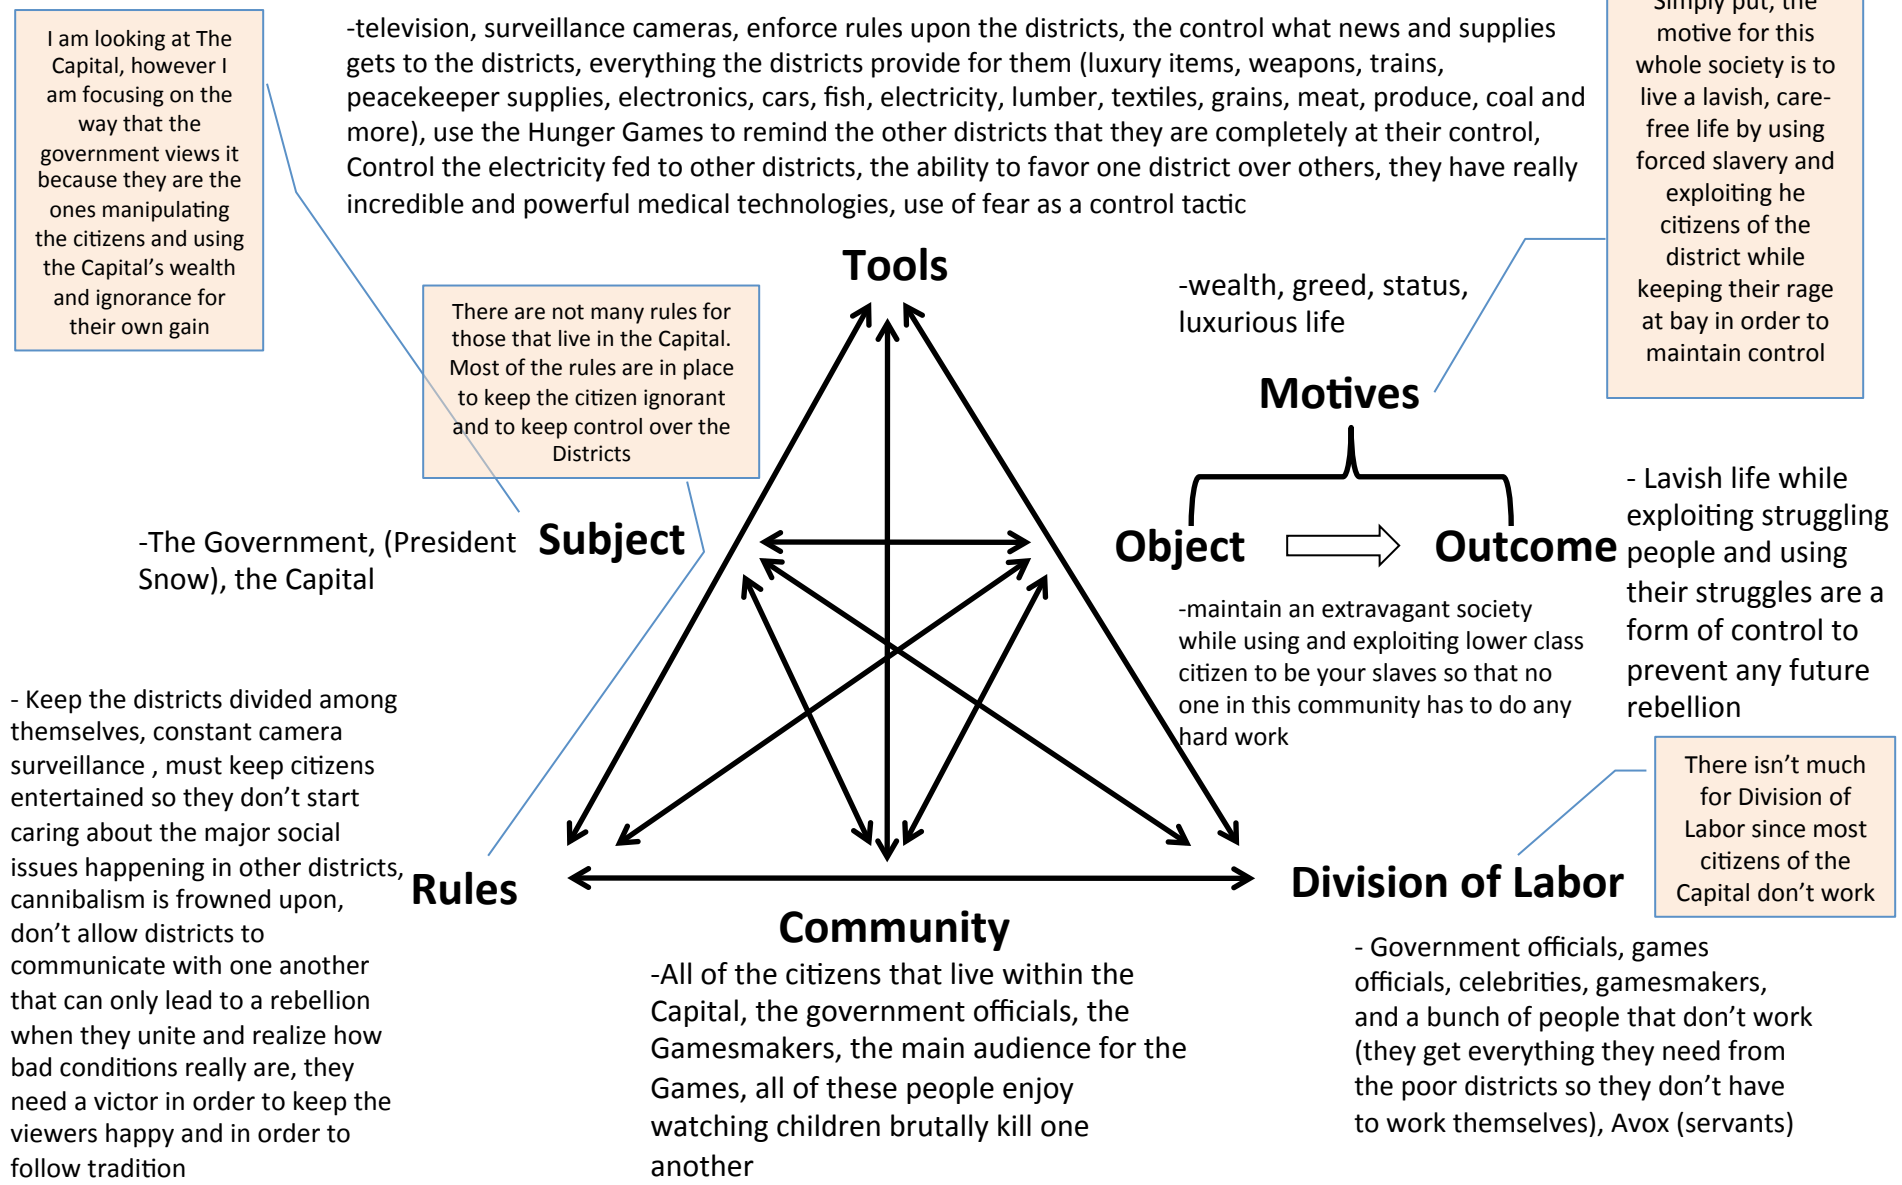 I am looking at The
Capital, however I
am focusing on the
way that the
government views it
because they are the
ones manipulating
the citizens and using
the Capital's wealth
and ignorance for
their own gain
-television, surveillance cameras, enforce rules upon the districts, the control what news and supplies
gets to the districts, everything the districts provide for them (luxury items, weapons, trains,
peacekeeper supplies, electronics, cars, fish, electricity, lumber, textiles, grains, meat, produce, coal and
more), use the Hunger Games to remind the other districts that they are completely at their control,
Control the electricity fed to other districts, the ability to favor one district over others, they have really
incredible and powerful medical technologies, use of fear as a control tactic
Simply put, the
motive for this
whole society is to
live a lavish, care-
free life by using
forced slavery and
exploiting he
citizens of the
district while
keeping their rage
at bay in order to
maintain control
Tools
There are not many rules for
those that live in the Capital.
Most of the rules are in place
to keep the citizen ignorant
and to keep control over the
Districts
-wealth, greed, status,
luxurious life
Motives
-The Government, (President
Snow), the Capital
Subject
Object
Outcome
- Lavish life while
exploiting struggling
people and using
their struggles are a
form of control to
prevent any future
rebellion
-maintain an extravagant society
while using and exploiting lower class
citizen to be your slaves so that no
one in this community has to do any
hard work
- Keep the districts divided among
themselves, constant camera
surveillance , must keep citizens
entertained so they don't start
caring about the major social
issues happening in other districts,
cannibalism is frowned upon,
don't allow districts to
communicate with one another
that can only lead to a rebellion
when they unite and realize how
bad conditions really are, they
need a victor in order to keep the
viewers happy and in order to
follow tradition
Rules
Community
-All of the citizens that live within the
Capital, the government officials, the
Gamesmakers, the main audience for the
Games, all of these people enjoy
watching children brutally kill one
another
Division of Labor
There isn't much
for Division of
Labor since most
citizens of the
Capital don't work
- Government officials, games
officials, celebrities, gamesmakers,
and a bunch of people that don't work
(they get everything they need from
the poor districts so they don't have
to work themselves), Avox (servants)